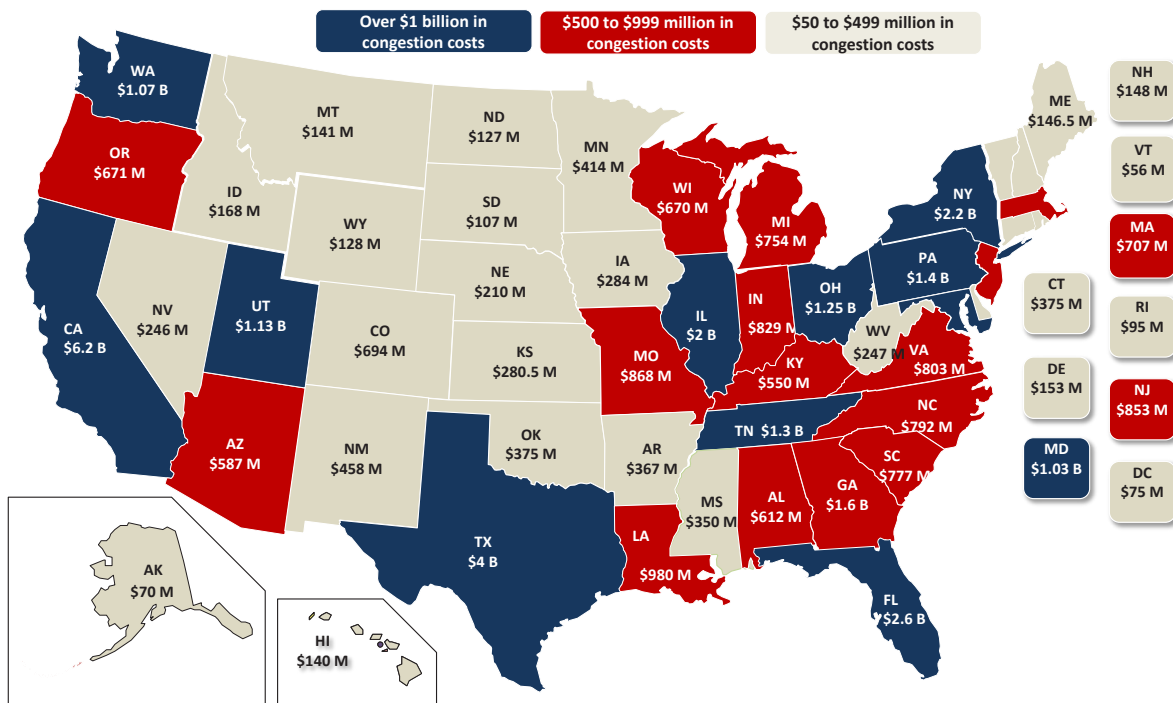 Over $1 billion in
congestion costs
$500 to $999 million in
congestion costs
$50 to $499 million in
congestion costs
WA
$1.07 B
MT
$141 M
ND
$127 M
MN
$414 M
ME
$146.5 M
NH
$148 M
OR
$671 M
ID
$168 M
WY
$128 M
SD
$107 M
WI
$670 M
MI
$754 M
NY
$2.2 B
VT
$56 M
MA
$707 M
NE
$210 M
IA
$284 M
PA
$1.4 B
CA
$6.2 B
NV
$246 M
UT
$1.13 B
CO
$694 M
KS
$280.5 M
MO
$868 M
IL
$2 B
IN
$829 M
OH
$1.25 B
WV
$247 M
VA
$803 M
KY
$550 M
CT
$375 M
RI
$95 M
DE
$153 M
NJ
$853 M
AZ
$587 M
NM
$458 M
OK
$375 M
AR
$367 M
TN $1.3 B
NC
$792 M
SC
$777 M
MD
$1.03 B
DC
$75 M
TX
$4 B
LA
$980 M
MS
$350 M
AL
$612 M
GA
$1.6 B
FL
$2.6 B
AK
$70 M
HI
$140 M